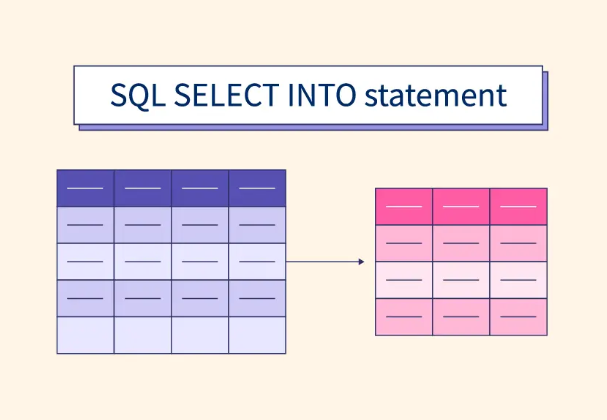 SQL SELECT INTO statement